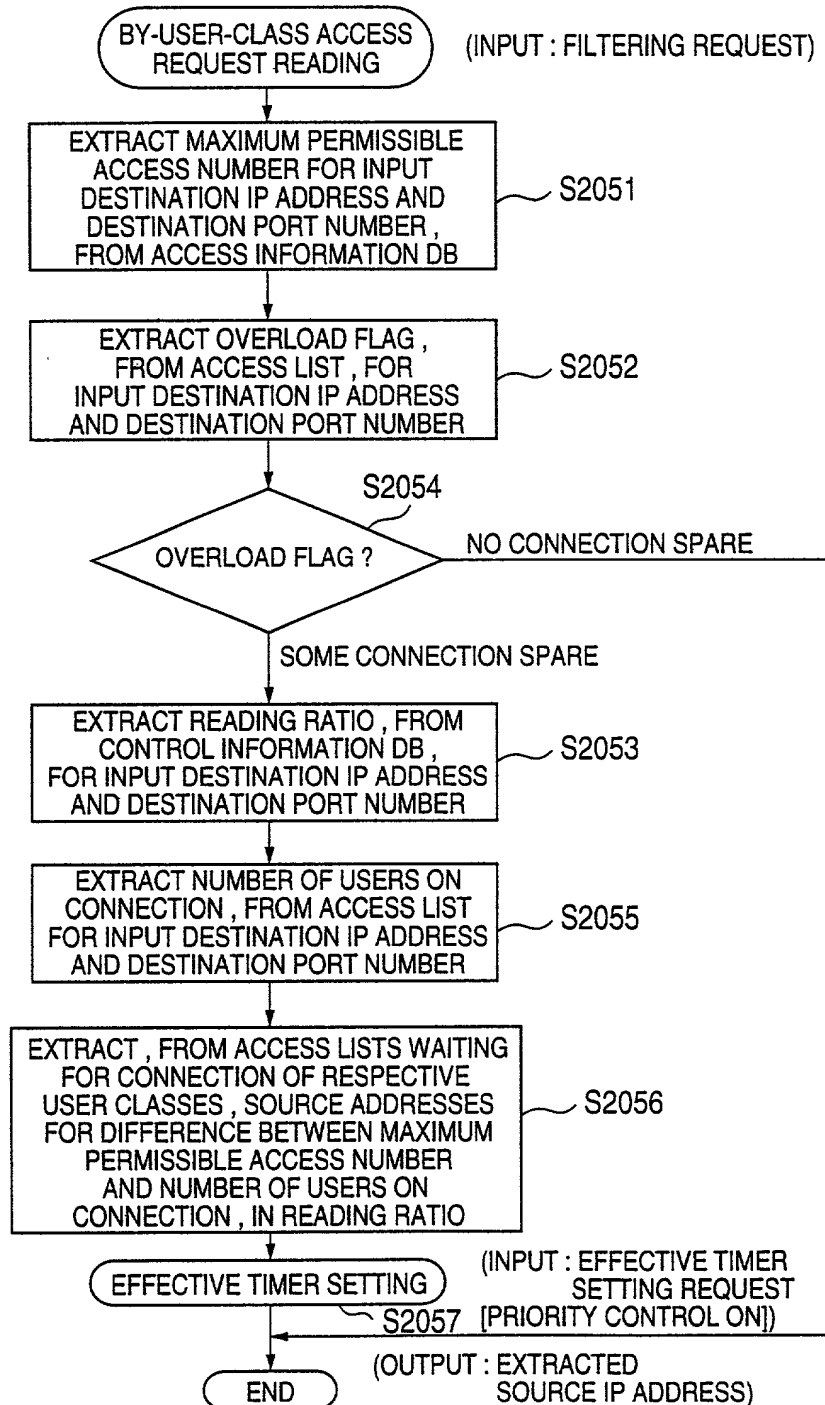 BY-USER-CLASS ACCESS
REQUEST READING
(INPUT : FILTERING REQUEST)
EXTRACT MAXIMUM PERMISSIBLE
ACCESS NUMBER FOR INPUT
DESTINATION IP ADDRESS AND
DESTINATION PORT NUMBER ,
FROM ACCESS INFORMATION DB
S2051
EXTRACT OVERLOAD FLAG ,
FROM ACCESS LIST , FOR
INPUT DESTINATION IP ADDRESS
AND DESTINATION PORT NUMBER
S2052
S2054
OVERLOAD FLAG ?
NO CONNECTION SPARE
SOME CONNECTION SPARE
EXTRACT READING RATIO , FROM
CONTROL INFORMATION DB ,
FOR INPUT DESTINATION IP ADDRESS
AND DESTINATION PORT NUMBER
S2053
EXTRACT NUMBER OF USERS ON
CONNECTION , FROM ACCESS LIST
FOR INPUT DESTINATION IP ADDRESS
AND DESTINATION PORT NUMBER
S2055
EXTRACT , FROM ACCESS LISTS WAITING
FOR CONNECTION OF RESPECTIVE
USER CLASSES , SOURCE ADDRESSES
FOR DIFFERENCE BETWEEN MAXIMUM
PERMISSIBLE ACCESS NUMBER
AND NUMBER OF USERS ON
CONNECTION , IN READING RATIO
S2056
EFFECTIVE TIMER SETTING
S2057
(INPUT : EFFECTIVE TIMER
SETTING REQUEST
[PRIORITY CONTROL ON])
(OUTPUT : EXTRACTED
SOURCE IP ADDRESS)
END